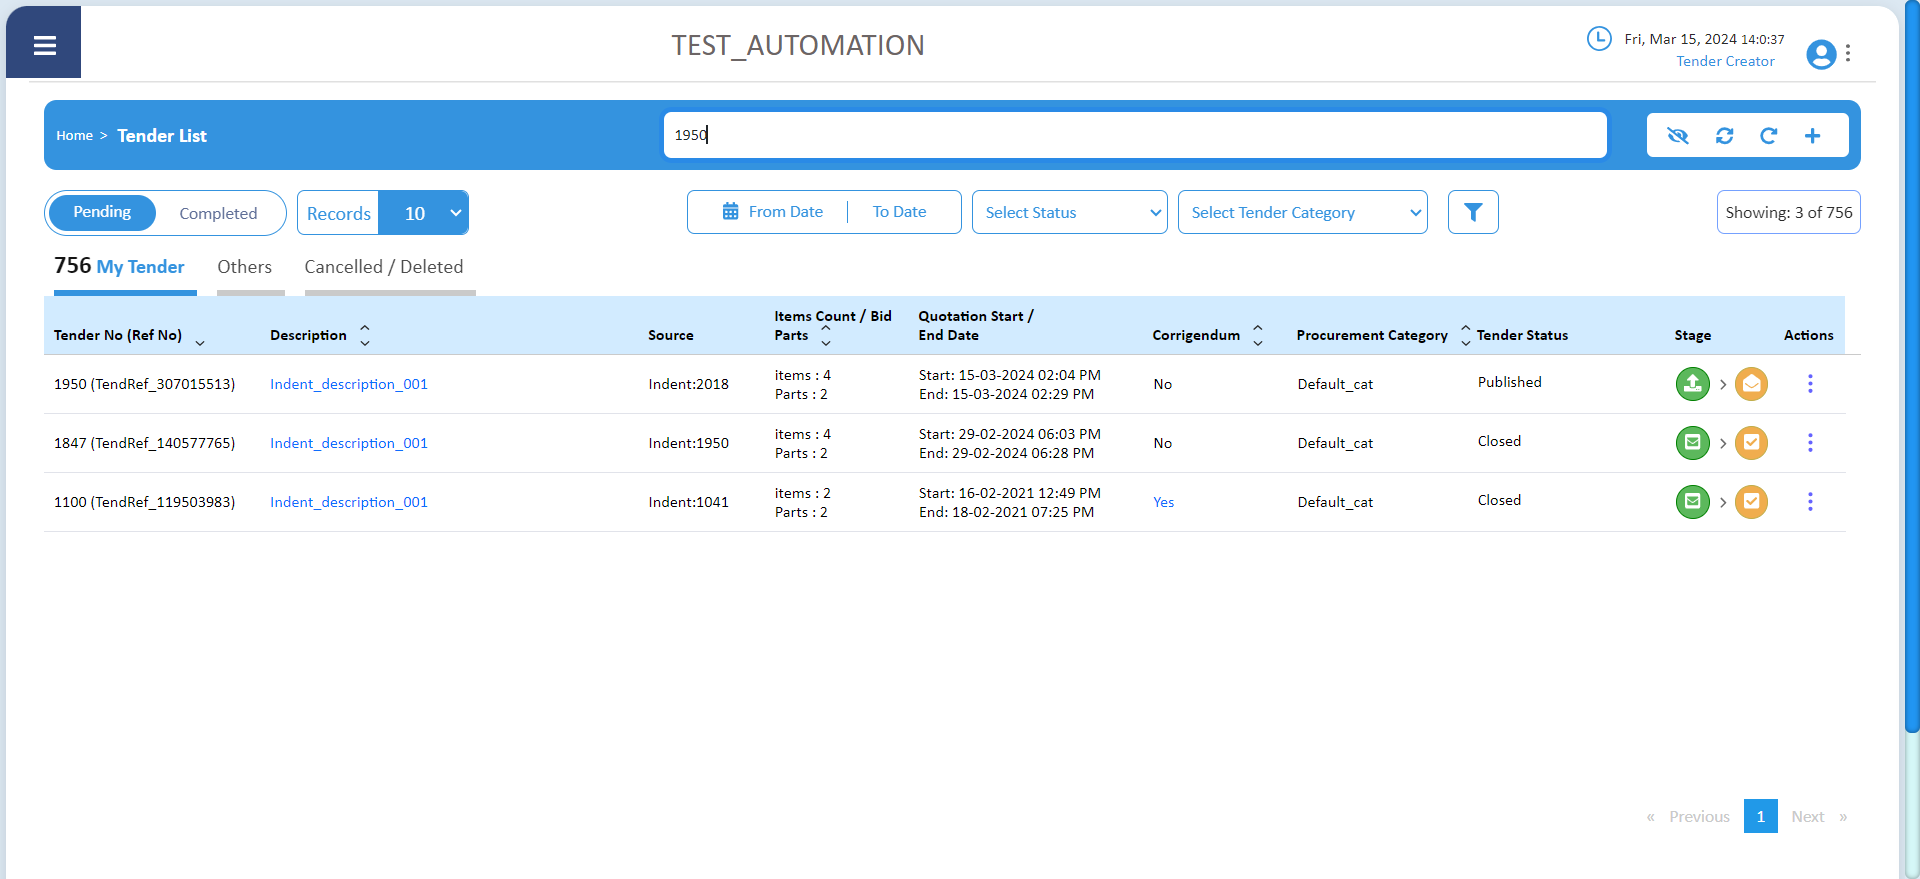 TEST_AUTOMATION
Fri, Mar 15, 2024 14:0:37
Tender Creator
Home > Tender List
1950
Pending Completed Records 10 From Date To Date Select Status Select Tender Category Showing: 3 of 756
756 My Tender Others Cancelled / Deleted
Tender No (Ref No) Description Source Items Count / Bid Parts Quotation Start / End Date Corrigendum Procurement Category Tender Status Stage Actions
1950 (TendRef_307015513) Indent_description_001 Indent:2018 items : 4 Start: 15-03-2024 02:04 PM No Default_cat Published
Parts : 2 End: 15-03-2024 02:29 PM
1847 (TendRef_140577765) Indent_description_001 Indent:1950 items : 4 Start: 29-02-2024 06:03 PM No Default_cat Closed
Parts : 2 End: 29-02-2024 06:28 PM
1100 (TendRef_119503983) Indent_description_001 Indent:1041 items : 2 Start: 16-02-2021 12:49 PM Yes Default_cat Closed
Parts : 2 End: 18-02-2021 07:25 PM
« Previous 1 Next »